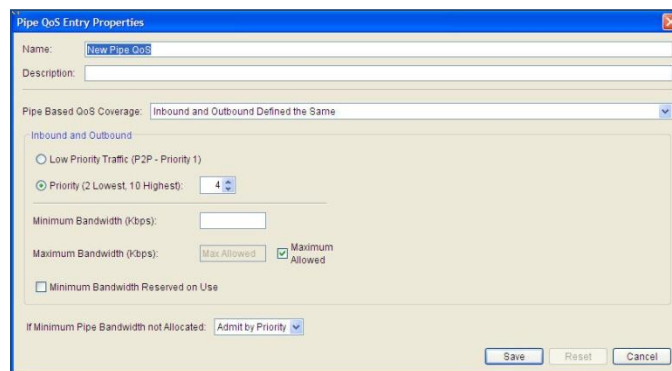 Pipe QoS Entry Properties
Name: New Pipe QoS
Description:
Pipe Based QoS Coverage: Inbound and Outbound Defined the Same
Inbound and Outbound
Low Priority Traffic (P2P - Priority 1)
Priority (2 Lowest, 10 Highest): 4
Minimum Bandwidth (Kbps):
Maximum Bandwidth (Kbps): Max Allowed Maximum Allowed
Minimum Bandwidth Reserved on Use
If Minimum Pipe Bandwidth not Allocated: Admit by Priority
Save Reset Cancel